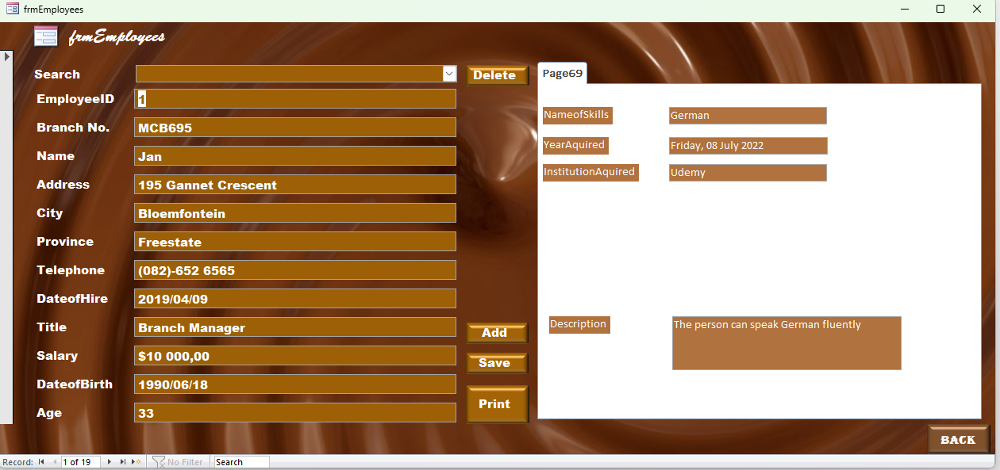 frmEmployees
frmEmployees
Search
Delete
EmployeeID 1
Branch No. MCB695
Name Jan
Address 195 Gannet Crescent
City Bloemfontein
Province Freestate
Telephone (082)-652 6565
DateofHire 2019/04/09
Title Branch Manager
Salary $10 000,00
DateofBirth 1990/06/18
Age 33
Add
Save
Print
Page69
NameofSkills German
YearAquired Friday, 08 July 2022
InstitutionAquired Udemy
Description The person can speak German fluently
BACK
Record: 1 of 19 No Filter Search